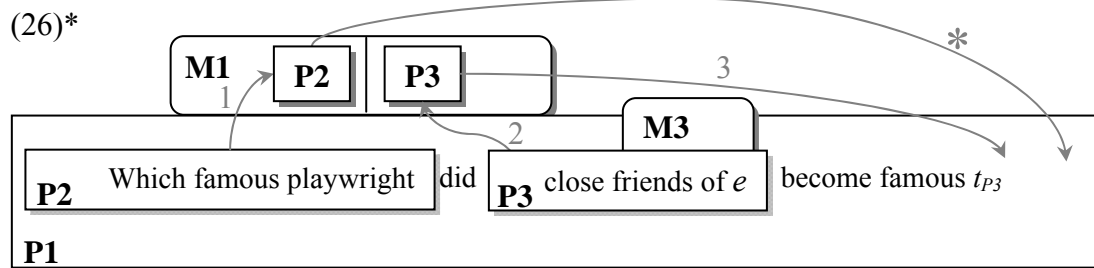 (26)*
M1 P2 P3 3 *
1 2 M3
P2 Which famous playwright did P3 close friends of e become famous tP3
P1